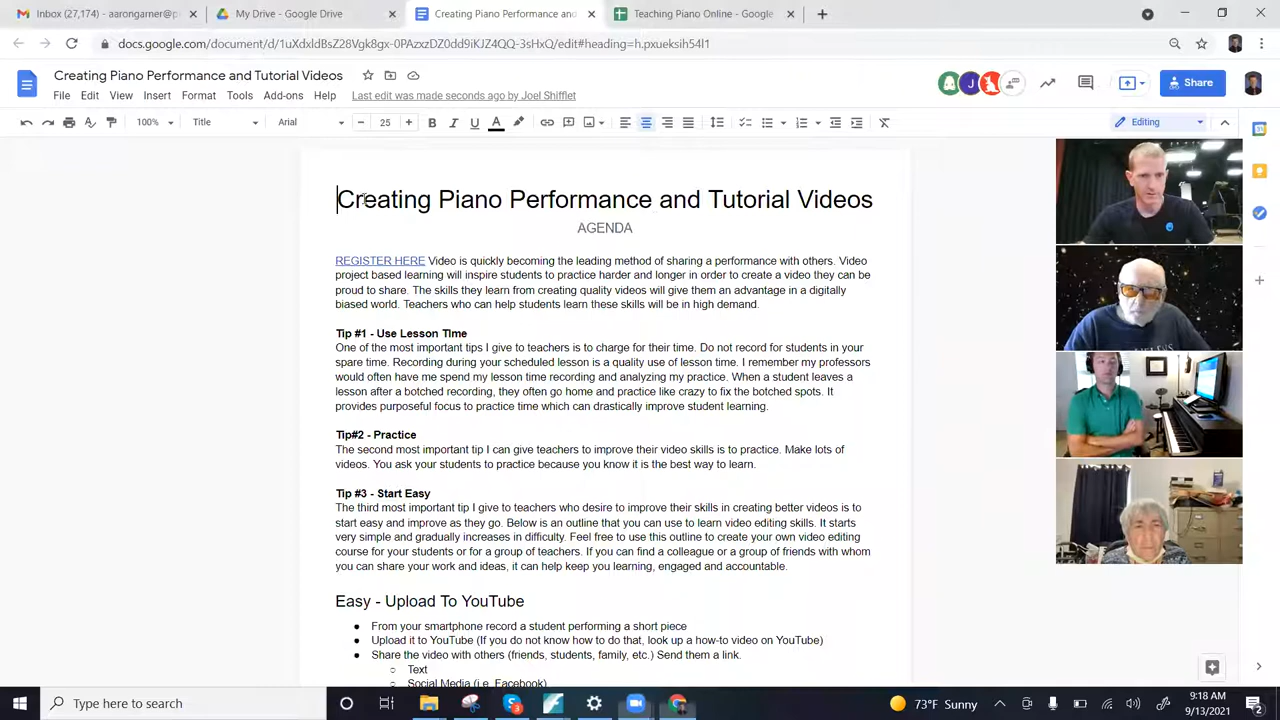 Inbox (27,174) - aarongarner@p
My Drive - Google Drive
Creating Piano Performance and
Teaching Piano Online - Google
docs.google.com/document/d/1uXdxldBsZ28Vgk8gx-0PAzxzDZ0dd9iKJZ4QQ-3sHxQ/edit#heading=h.pxueksih54l1
Creating Piano Performance and Tutorial Videos
File Edit View Insert Format Tools Actions Help Last edit was made seconds ago by Joel Shifflet
J
Share
100% Title Arial 25 B I U A Editing
Creating Piano Performance and Tutorial Videos
AGENDA
REGISTER HERE Video is quickly becoming the leading method of sharing a performance with others. Video
project based learning will inspire students to practice harder and longer in order to create a video they can be
proud to share. The skills they learn from creating quality videos will give them an advantage in a digitally
biased world. Teachers who can help students learn these skills will be in high demand.
Tip #1 - Use Lesson TIme
One of the most important tips I give to teachers is to charge for their time. Do not record for students in your
spare time. Recording during your scheduled lesson is a quality use of lesson time. I remember my professors
would often have me spend my lesson time recording and analyzing my practice. When a student leaves a
lesson after a botched recording, they often go home and practice like crazy to fix the botched spots. It
provides purposeful focus to practice time which can drastically improve student learning.
Tip#2 - Practice
The second most important tip I can give teachers to improve their video skills is to practice. Make lots of
videos. You ask your students to practice because you know it is the best way to learn.
Tip #3 - Start Easy
The third most important tip I give to teachers who desire to improve their skills in creating better videos is to
start easy and improve as they go. Below is an outline that you can use to learn video editing skills. It starts
very simple and gradually increases in difficulty. Feel free to use this outline to create your own video editing
course for your students or for a group of teachers. If you can find a colleague or a group of friends with whom
you can share your work and ideas, it can help keep you learning, engaged and accountable.
Easy - Upload To YouTube
● From your smartphone record a student performing a short piece
● Upload it to YouTube (If you do not know how to do that, look up a how-to video on YouTube)
● Share the video with others (friends, students, family, etc.) Send them a link.
○ Text
○ Social Media (i.e. Facebook)
Type here to search
73°F Sunny
9:18 AM
9/13/2021